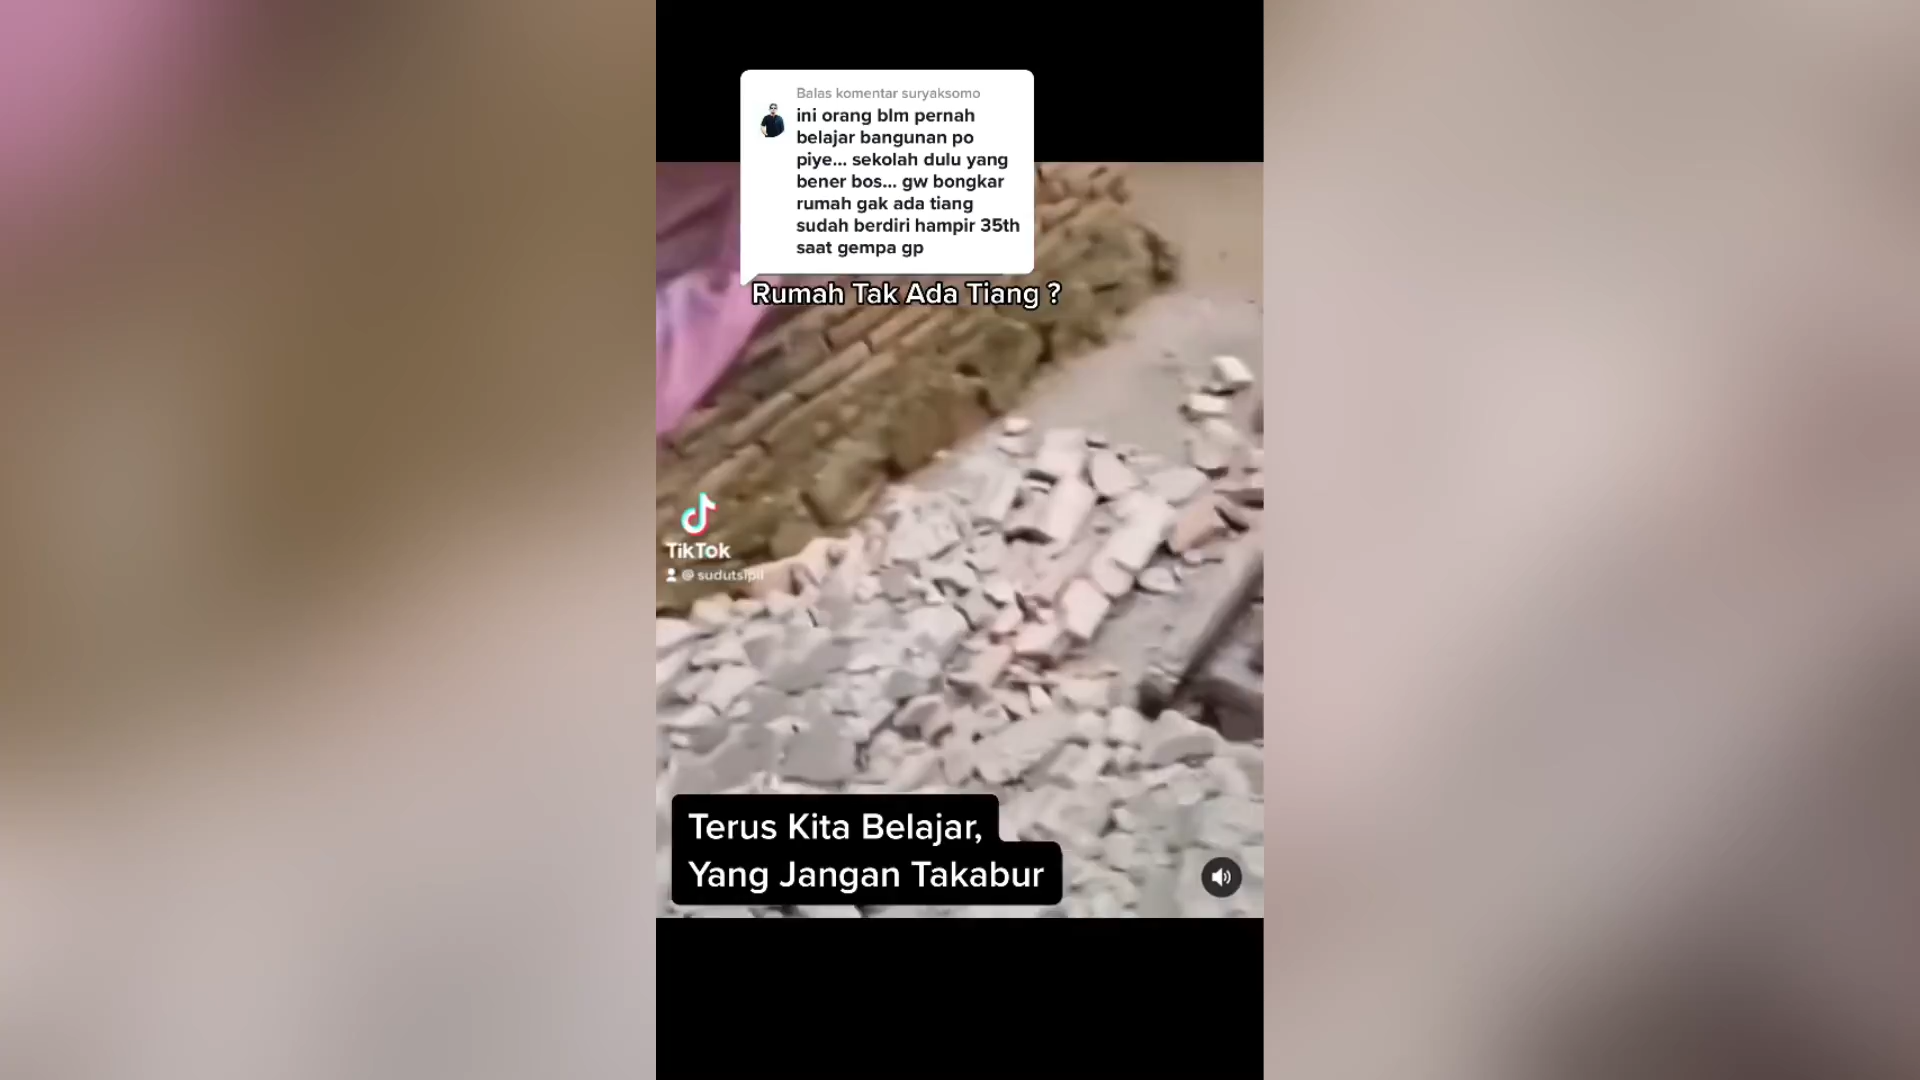 Balas komentar suryaksomo
ini orang blm pernah
belajar bangunan po
piye... sekolah dulu yang
bener bos... gw bongkar
rumah gak ada tiang
sudah berdiri hampir 35th
saat gempa gp
Rumah Tak Ada Tiang ?
TikTok
@ sudutsipil
Terus Kita Belajar,
Yang Jangan Takabur